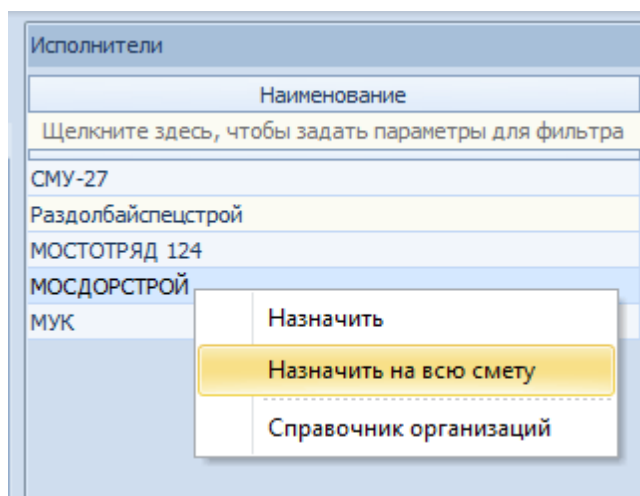 Исполнители
Наименование
Щелкните здесь, чтобы задать параметры для фильтра
СМУ-27
Раздолбайспецстрой
МОСТОТРЯД 124
МОСДОРСТРОЙ
МУК
Назначить
Назначить на всю смету
Справочник организаций